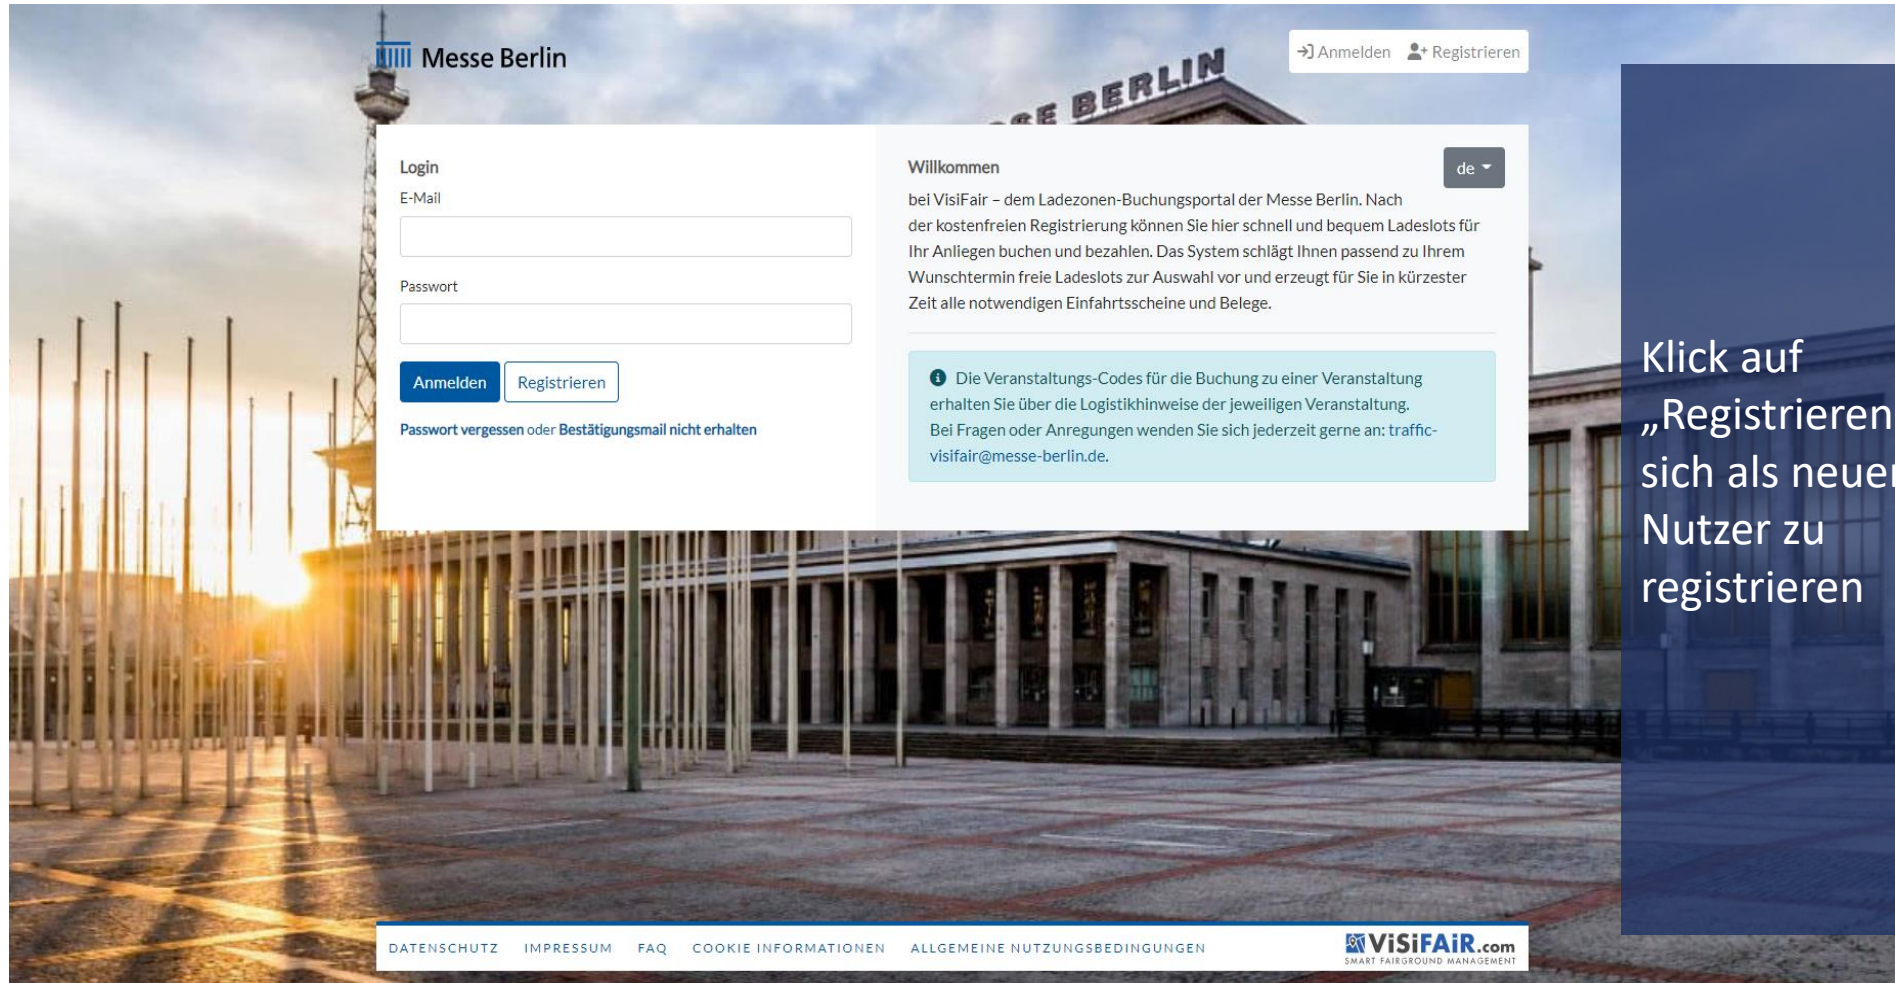 Messe Berlin
Anmelden Registrieren
BERLIN
Login
E-Mail
Passwort
Anmelden Registrieren
Passwort vergessen oder Bestätigungsmail nicht erhalten
Willkommen
de
bei VisiFair – dem Ladezonen-Buchungsportal der Messe Berlin. Nach
der kostenfreien Registrierung können Sie hier schnell und bequem Ladeslots für
Ihr Anliegen buchen und bezahlen. Das System schlägt Ihnen passend zu Ihrem
Wunschtermin freie Ladeslots zur Auswahl vor und erzeugt für Sie in kürzester
Zeit alle notwendigen Einfahrtsscheine und Belege.
Die Veranstaltungs-Codes für die Buchung zu einer Veranstaltung
erhalten Sie über die Logistikhinweise der jeweiligen Veranstaltung.
Bei Fragen oder Anregungen wenden Sie sich jederzeit gerne an: traffic-
visifair@messe-berlin.de.
Klick auf
„Registrieren
sich als neuer
Nutzer zu
registrieren
DATENSCHUTZ IMPRESSUM FAQ COOKIE INFORMATIONEN ALLGEMEINE NUTZUNGSBEDINGUNGEN
ViSiFAiR.com
SMART FAIRGROUND MANAGEMENT